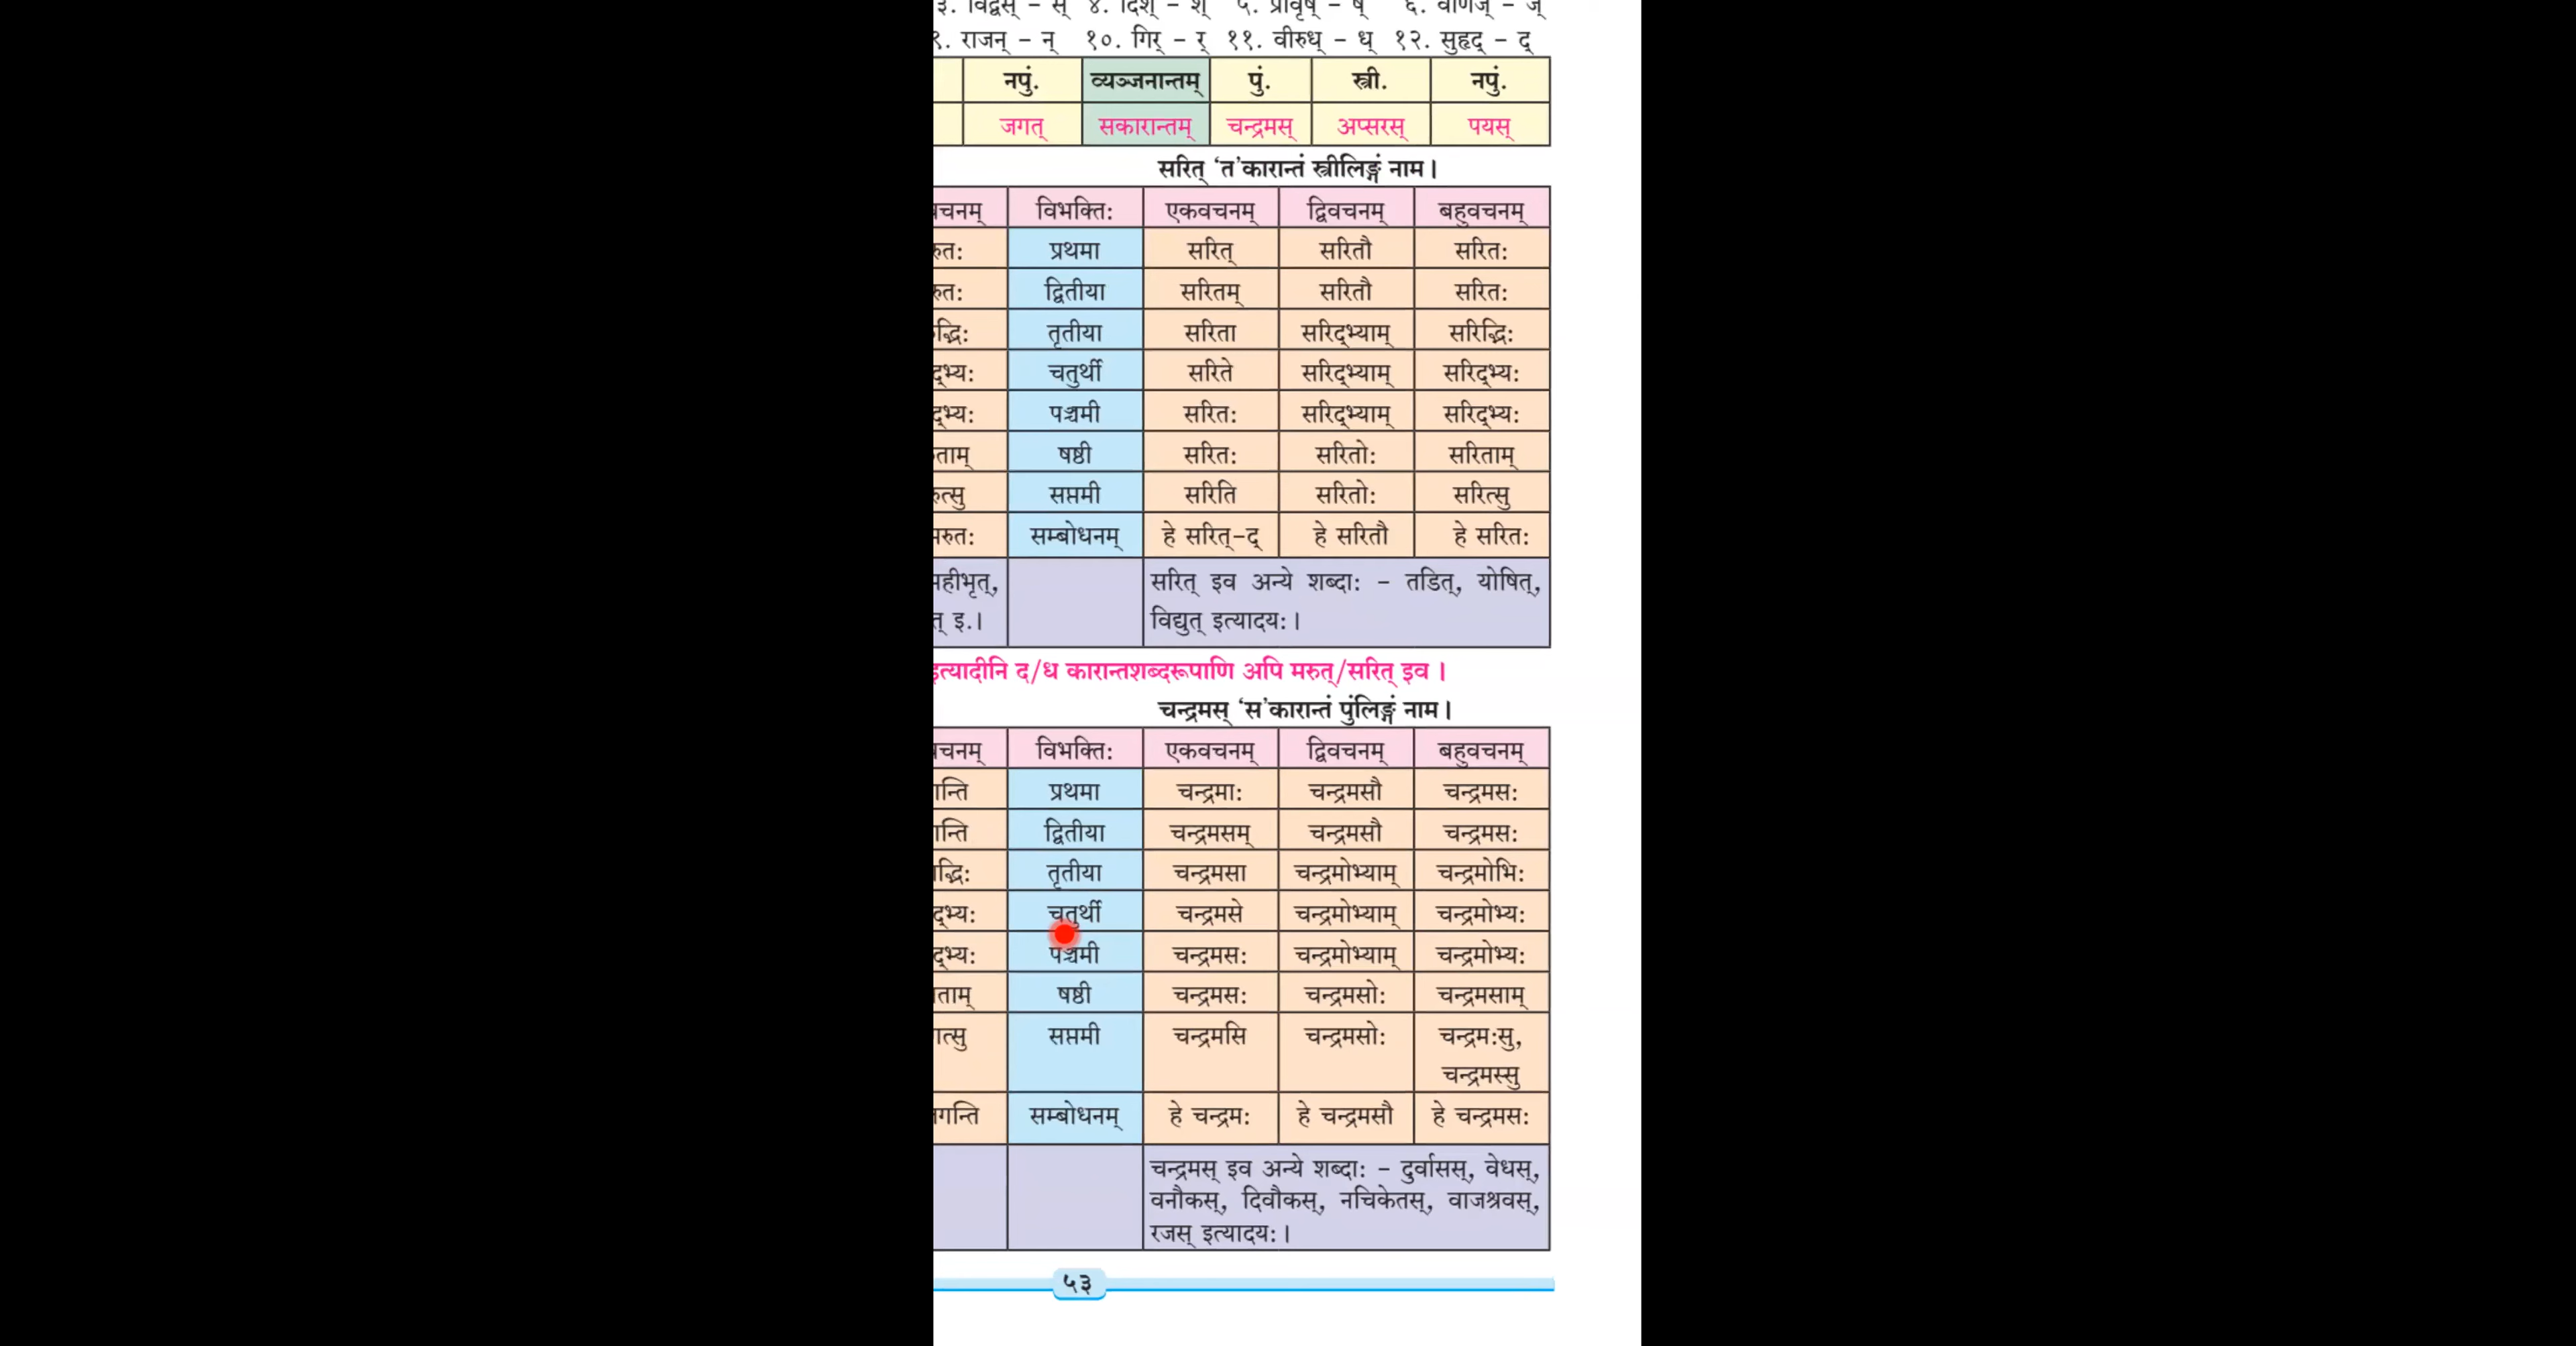 ३. विद्वस् – स् ४. दिश् – श् ५. प्रावृष् – ष् ६. वणिज् – ज्
९. राजन् – न् १०. गिर् – र् ११. वीरुध् – ध् १२. सुहृद् – द्
नपुं. व्यञ्जनान्तम् पुं. स्त्री. नपुं.
जगत् सकारान्तम् चन्द्रमस् अप्सरस् पयस्
सरित् ‘त’कारान्तं स्त्रीलिङ्गं नाम।
चनम् विभक्तिः एकवचनम् द्विवचनम् बहुवचनम्
रुतः प्रथमा सरित् सरितौ सरितः
रुतः द्वितीया सरितम् सरितौ सरितः
द्भिः तृतीया सरिता सरिद्भ्याम् सरिद्भिः
द्भ्यः चतुर्थी सरिते सरिद्भ्याम् सरिद्भ्यः
द्भ्यः पञ्चमी सरितः सरिद्भ्याम् सरिद्भ्यः
ताम् षष्ठी सरितः सरितोः सरिताम्
रुत्सु सप्तमी सरिति सरितोः सरित्सु
मरुतः सम्बोधनम् हे सरित्-द् हे सरितौ हे सरितः
महीभृत्, सरित् इव अन्ये शब्दाः – तडित्, योषित्,
त् इ.। विद्युत् इत्यादयः।
इत्यादीनि द/ध कारान्तशब्दरूपाणि अपि मरुत्/सरित् इव ।
चन्द्रमस् ‘स’कारान्तं पुंलिङ्गं नाम।
चनम् विभक्तिः एकवचनम् द्विवचनम् बहुवचनम्
गन्ति प्रथमा चन्द्रमाः चन्द्रमसौ चन्द्रमसः
गन्ति द्वितीया चन्द्रमसम् चन्द्रमसौ चन्द्रमसः
द्भिः तृतीया चन्द्रमसा चन्द्रमोभ्याम् चन्द्रमोभिः
द्भ्यः चतुर्थी चन्द्रमसे चन्द्रमोभ्याम् चन्द्रमोभ्यः
द्भ्यः पञ्चमी चन्द्रमसः चन्द्रमोभ्याम् चन्द्रमोभ्यः
ताम् षष्ठी चन्द्रमसः चन्द्रमसोः चन्द्रमसाम्
गत्सु सप्तमी चन्द्रमसि चन्द्रमसोः चन्द्रमःसु,
चन्द्रमस्सु
जगन्ति सम्बोधनम् हे चन्द्रमः हे चन्द्रमसौ हे चन्द्रमसः
चन्द्रमस् इव अन्ये शब्दाः – दुर्वासस्, वेधस्,
वनौकस्, दिवौकस्, नचिकेतस्, वाजश्रवस्,
रजस् इत्यादयः।
५३